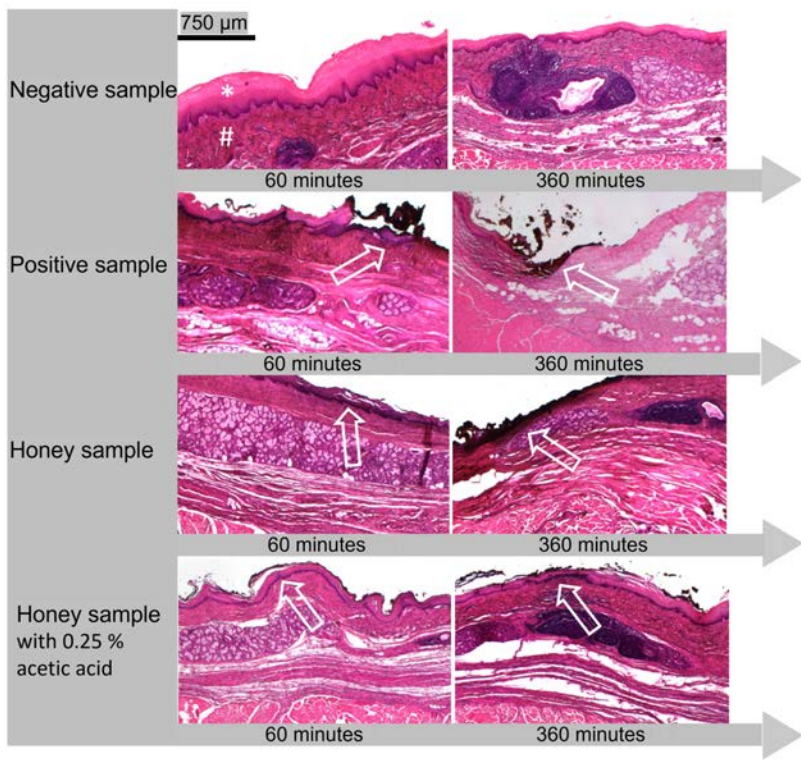 750 µm
Negative sample
*
#
60 minutes
360 minutes
Positive sample
60 minutes
360 minutes
Honey sample
60 minutes
360 minutes
Honey sample
with 0.25 %
acetic acid
60 minutes
360 minutes